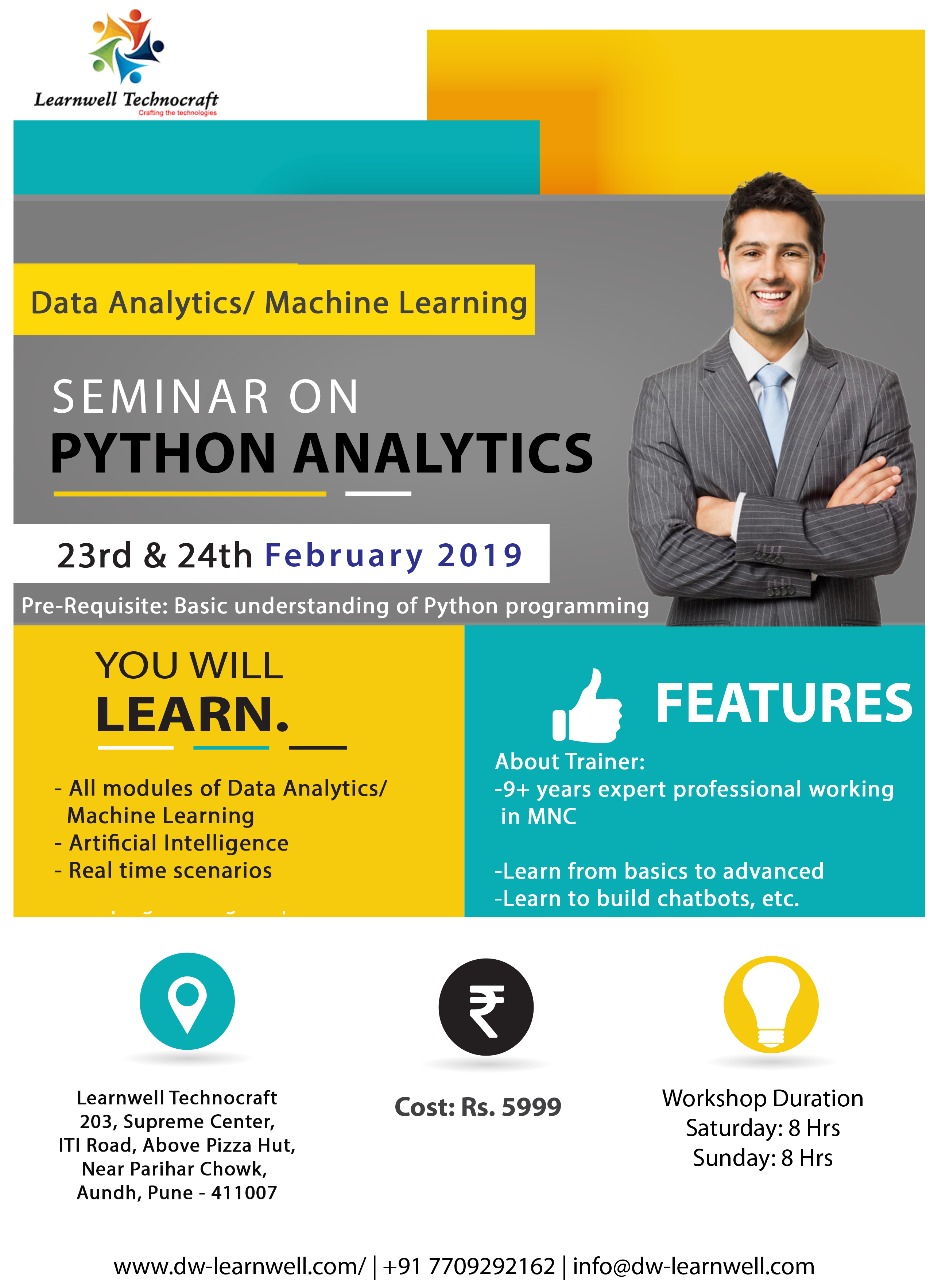 Learnwell Technocraft
Crafting the technologies
Data Analytics/ Machine Learning
SEMINAR ON
PYTHON ANALYTICS
23rd & 24th February 2019
Pre-Requisite: Basic understanding of Python programming
YOU WILL
LEARN.
- All modules of Data Analytics/
Machine Learning
- Artificial Intelligence
- Real time scenarios
FEATURES
About Trainer:
-9+ years expert professional working
in MNC
-Learn from basics to advanced
-Learn to build chatbots, etc.
Learnwell Technocraft
203, Supreme Center,
ITI Road, Above Pizza Hut,
Near Parihar Chowk,
Aundh, Pune - 411007
₹
Cost: Rs. 5999
Workshop Duration
Saturday: 8 Hrs
Sunday: 8 Hrs
www.dw-learnwell.com/ | +91 7709292162 | info@dw-learnwell.com